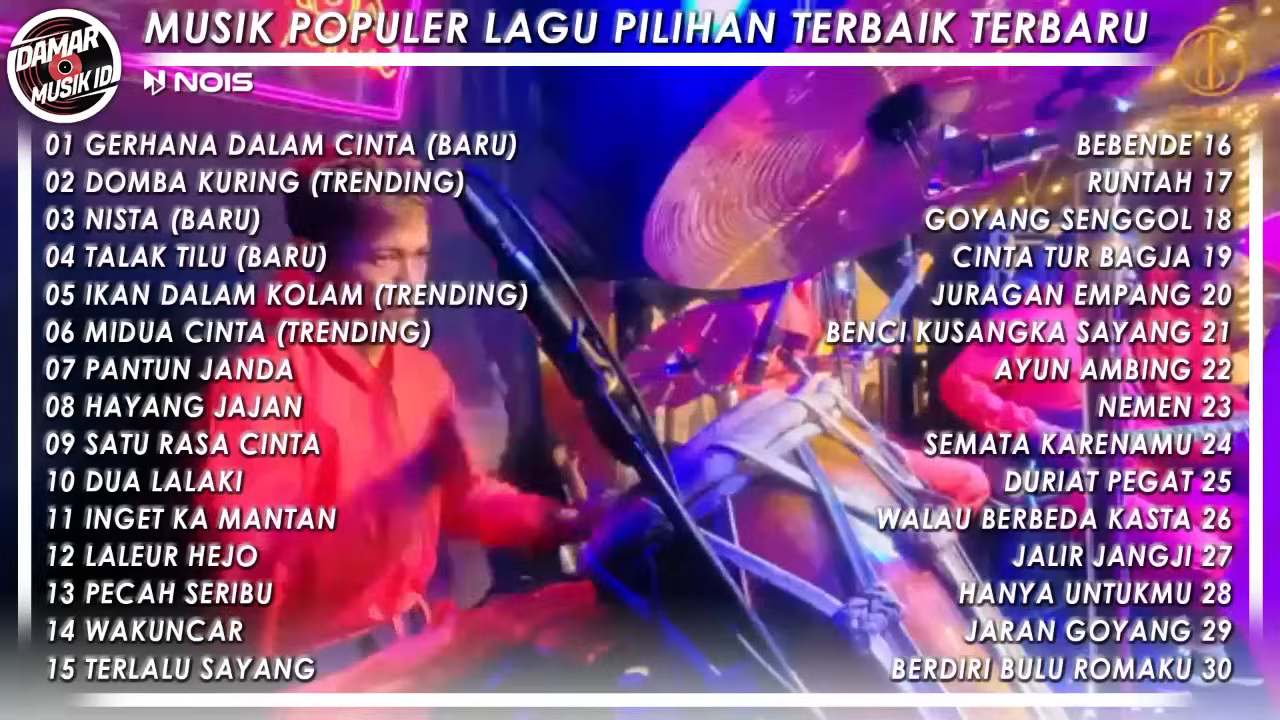 MUSIK POPULER LAGU PILIHAN TERBAIK TERBARU
DAMAR
MUSIK ID
NOIS
01 GERHANA DALAM CINTA (BARU)
02 DOMBA KURING (TRENDING)
03 NISTA (BARU)
04 TALAK TILU (BARU)
05 IKAN DALAM KOLAM (TRENDING)
06 MIDUA CINTA (TRENDING)
07 PANTUN JANDA
08 HAYANG JAJAN
09 SATU RASA CINTA
10 DUA LALAKI
11 INGET KA MANTAN
12 LALEUR HEJO
13 PECAH SERIBU
14 WAKUNCAR
15 TERLALU SAYANG
BEBENDE 16
RUNTAH 17
GOYANG SENGGOL 18
CINTA TUR BAGJA 19
JURAGAN EMPANG 20
BENCI KUSANGKA SAYANG 21
AYUN AMBING 22
NEMEN 23
SEMATA KARENAMU 24
DURIAT PEGAT 25
WALAU BERBEDA KASTA 26
JALIR JANGJI 27
HANYA UNTUKMU 28
JARAN GOYANG 29
BERDIRI BULU ROMAKU 30